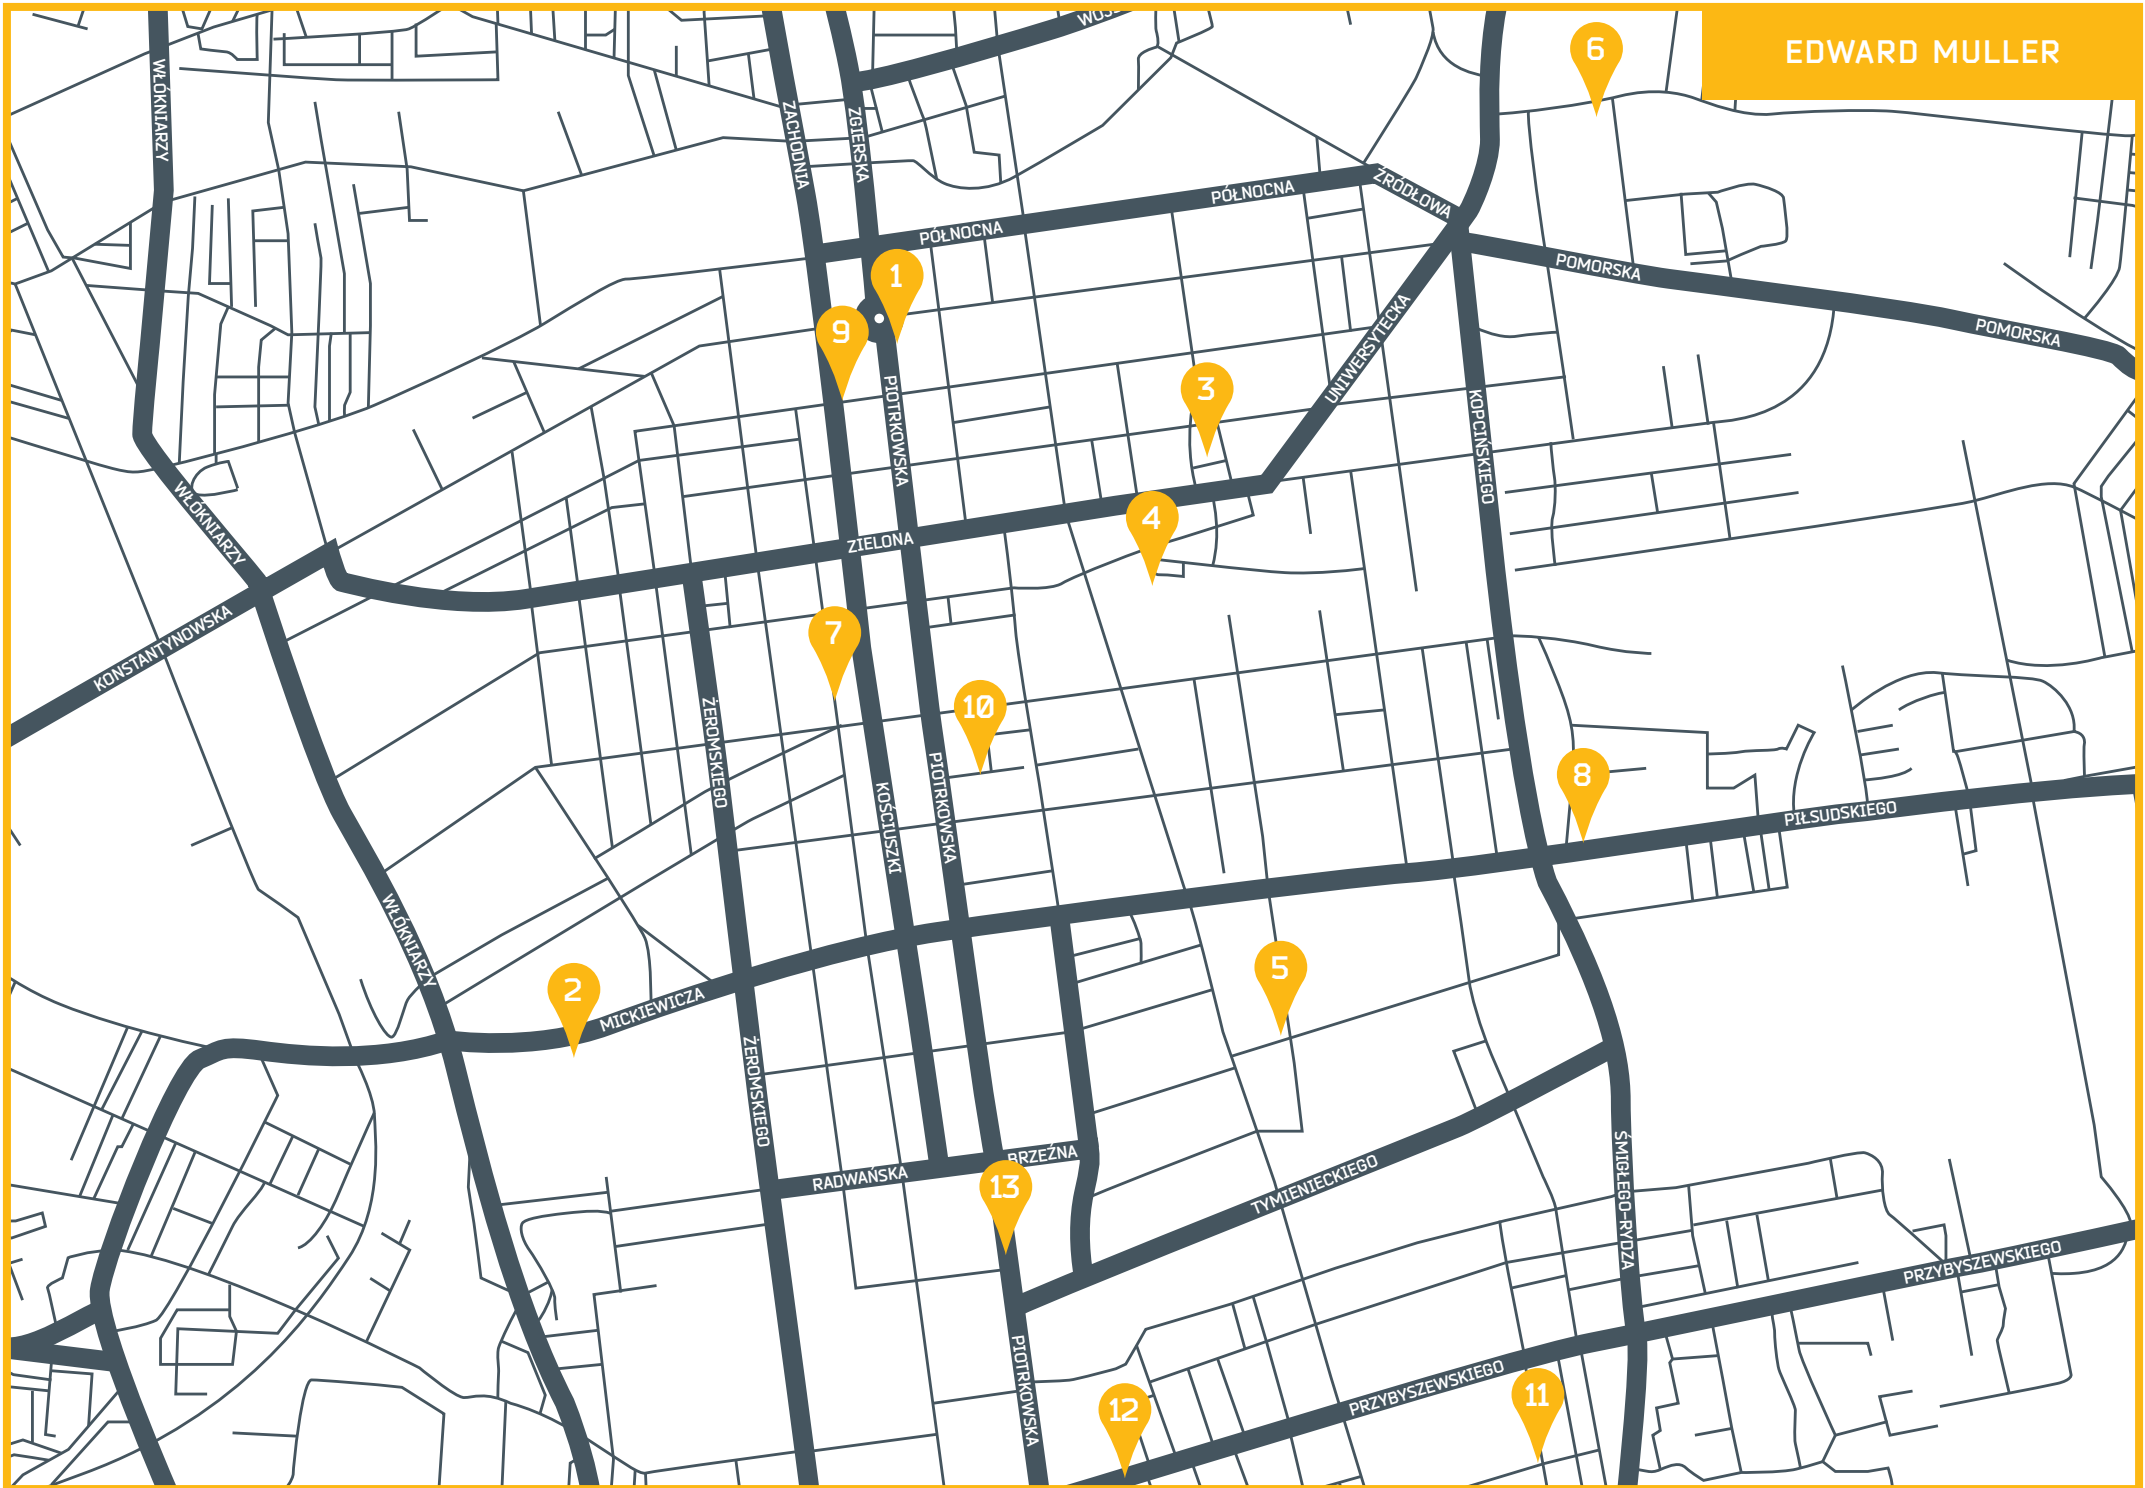 WOJS
EDWARD MULLER
6
WŁÓKNIARZY
ZACHODNIA
ZGIERSKA
PÓŁNOCNA
PÓŁNOCNA
ŹRÓDŁOWA
POMORSKA
POMORSKA
1
9
UNIWERSYTECKA
3
PIOTRKOWSKA
KOPCIŃSKIEGO
WŁÓKNIARZY
4
ZIELONA
KONSTANTYNOWSKA
7
ŻEROMSKIEGO
10
PIOTRKOWSKA
KOŚCIUSZKI
8
PIŁSUDSKIEGO
WŁÓKNIARZY
5
2
MICKIEWICZA
ŻEROMSKIEGO
BRZEŹNA
RADWAŃSKA
13
TYMIENIECKIEGO
ŚMIGŁEGO-RYDZA
PRZYBYSZEWSKIEGO
PIOTRKOWSKA
PRZYBYSZEWSKIEGO
12
11